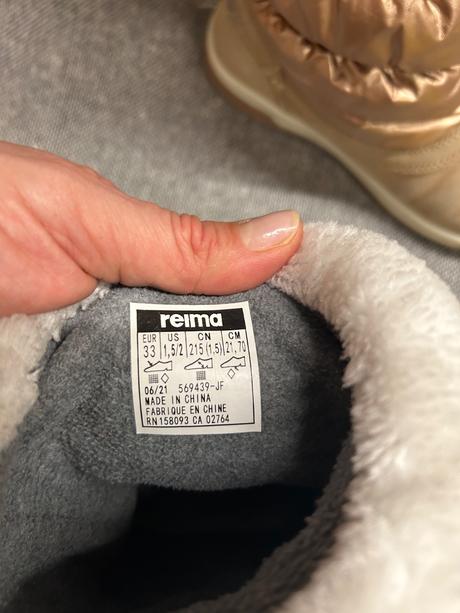 reima
EUR US CN CM
33 1,5/2 215(1,5) 21,70
06/21 569439-JF
MADE IN CHINA
FABRIQUE EN CHINE
RN158093 CA 02764